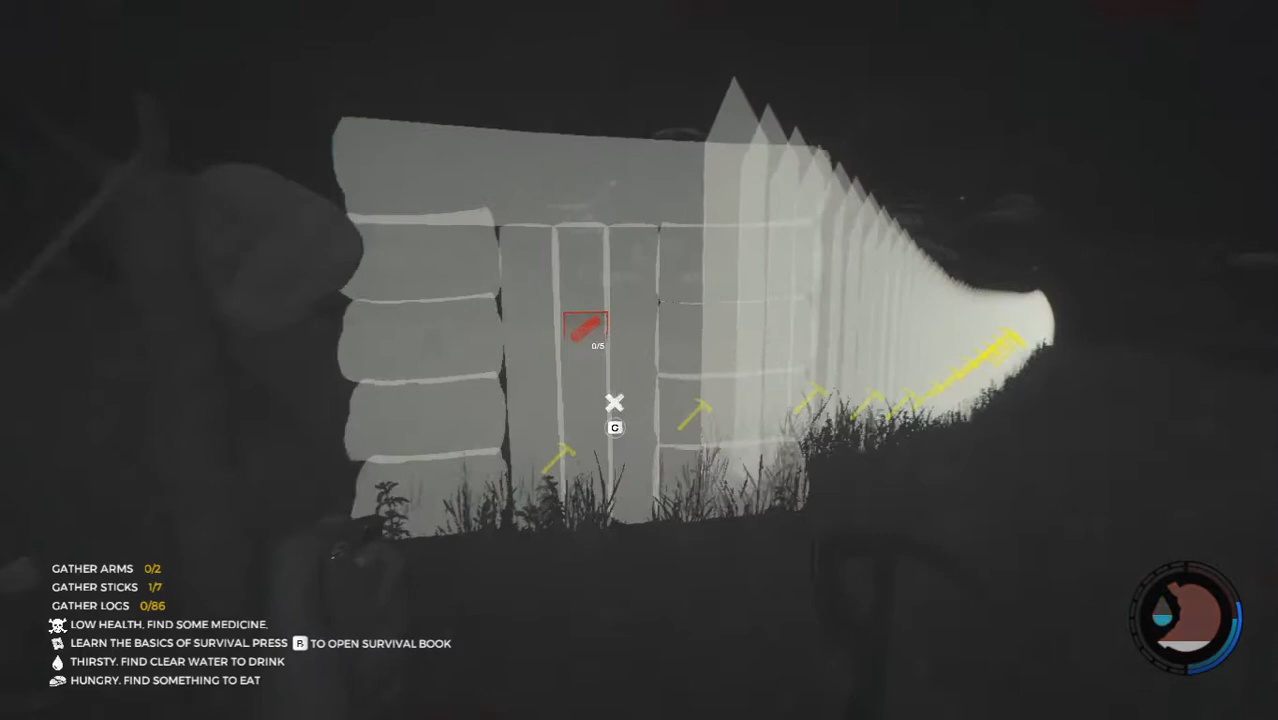 0/5
C
GATHER ARMS 0/2
GATHER STICKS 1/7
GATHER LOGS 0/86
LOW HEALTH. FIND SOME MEDICINE.
LEARN THE BASICS OF SURVIVAL. PRESS B TO OPEN SURVIVAL BOOK
THIRSTY. FIND CLEAR WATER TO DRINK
HUNGRY. FIND SOMETHING TO EAT